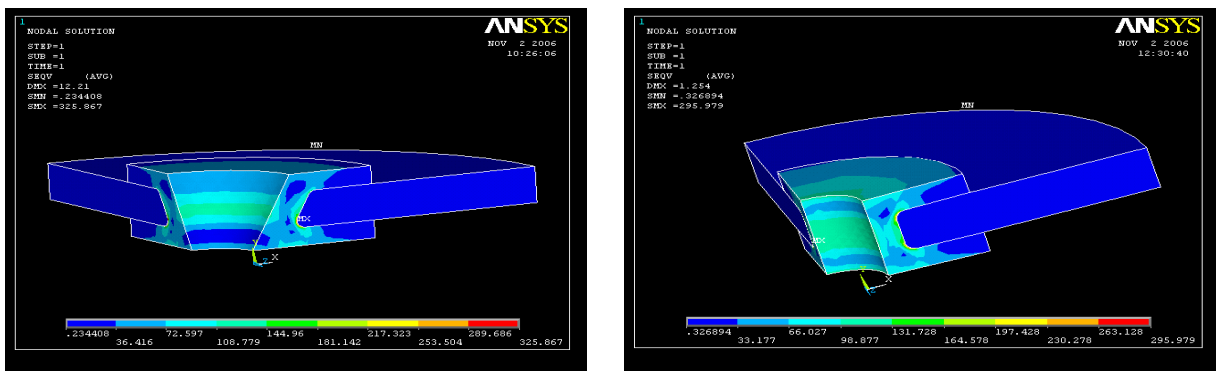 1
NODAL SOLUTION
STEP=1
SUB =1
TIME=1
SEQV (AVG)
DMX =12.21
SMN =.234408
SMX =325.867
ANSYS
NOV 2 2006
10:26:06
MN
MX
Y
Z X
.234408 72.597 144.96 217.323 289.686
36.416 108.779 181.142 253.504 325.867
1
NODAL SOLUTION
STEP=1
SUB =1
TIME=1
SEQV (AVG)
DMX =1.254
SMN =.326894
SMX =295.979
ANSYS
NOV 2 2006
12:30:40
MN
MX
Y
Z X
.326894 66.027 131.728 197.428 263.128
33.177 98.877 164.578 230.278 295.979